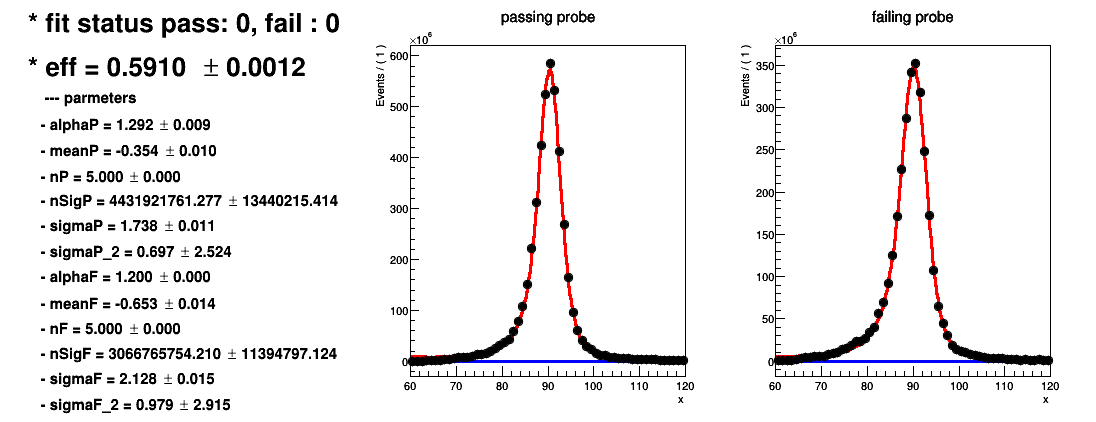 * fit status pass: 0, fail : 0
* eff = 0.5910 ± 0.0012
--- parmeters
- alphaP = 1.292 ± 0.009
- meanP = -0.354 ± 0.010
- nP = 5.000 ± 0.000
- nSigP = 4431921761.277 ± 13440215.414
- sigmaP = 1.738 ± 0.011
- sigmaP_2 = 0.697 ± 2.524
- alphaF = 1.200 ± 0.000
- meanF = -0.653 ± 0.014
- nF = 5.000 ± 0.000
- nSigF = 3066765754.210 ± 11394797.124
- sigmaF = 2.128 ± 0.015
- sigmaF_2 = 0.979 ± 2.915
passing probe
×10⁶
Events / ( 1 )
600
500
400
300
200
100
0
60 70 80 90 100 110 120
x
failing probe
×10⁶
Events / ( 1 )
350
300
250
200
150
100
50
0
60 70 80 90 100 110 120
x